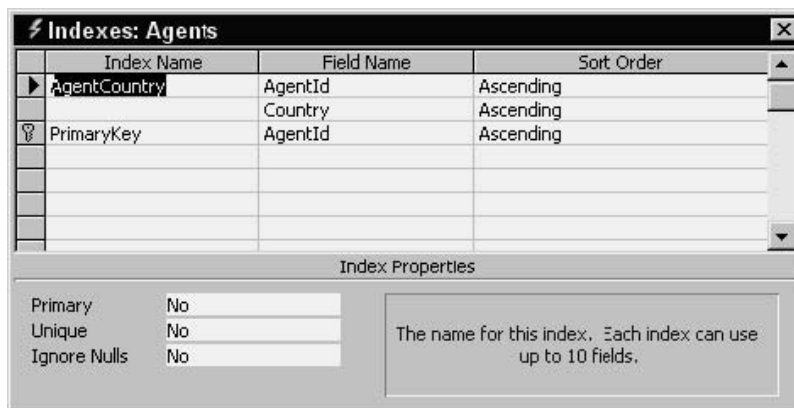 Indexes: Agents
Index Name Field Name Sort Order
AgentCountry AgentId Ascending
Country Ascending
PrimaryKey AgentId Ascending
Index Properties
Primary No
Unique No
Ignore Nulls No
The name for this index. Each index can use
up to 10 fields.